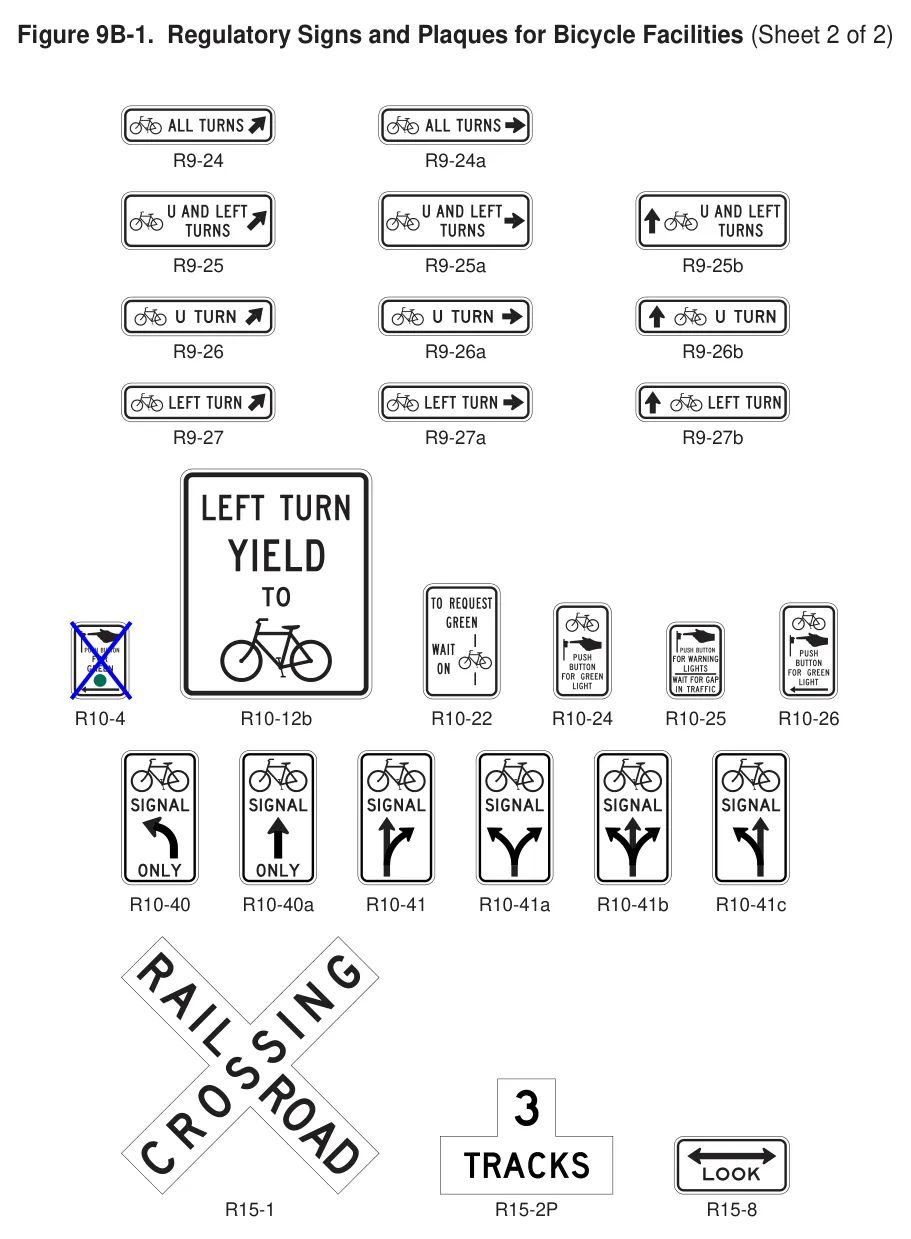 Figure 9B-1. Regulatory Signs and Plaques for Bicycle Facilities (Sheet 2 of 2)
ALL TURNS
R9-24
ALL TURNS
R9-24a
U AND LEFT
TURNS
R9-25
U AND LEFT
TURNS
R9-25a
U AND LEFT
TURNS
R9-25b
U TURN
R9-26
U TURN
R9-26a
U TURN
R9-26b
LEFT TURN
R9-27
LEFT TURN
R9-27a
LEFT TURN
R9-27b
PUSH BUTTON
FOR
GREEN
R10-4
LEFT TURN
YIELD
TO
R10-12b
TO REQUEST
GREEN
WAIT
ON
R10-22
PUSH
BUTTON
FOR GREEN
LIGHT
R10-24
PUSH BUTTON
FOR WARNING
LIGHTS
WAIT FOR GAP
IN TRAFFIC
R10-25
PUSH
BUTTON
FOR GREEN
LIGHT
R10-26
SIGNAL
ONLY
R10-40
SIGNAL
ONLY
R10-40a
SIGNAL
R10-41
SIGNAL
R10-41a
SIGNAL
R10-41b
SIGNAL
R10-41c
RAILROAD
CROSSING
R15-1
3
TRACKS
R15-2P
LOOK
R15-8